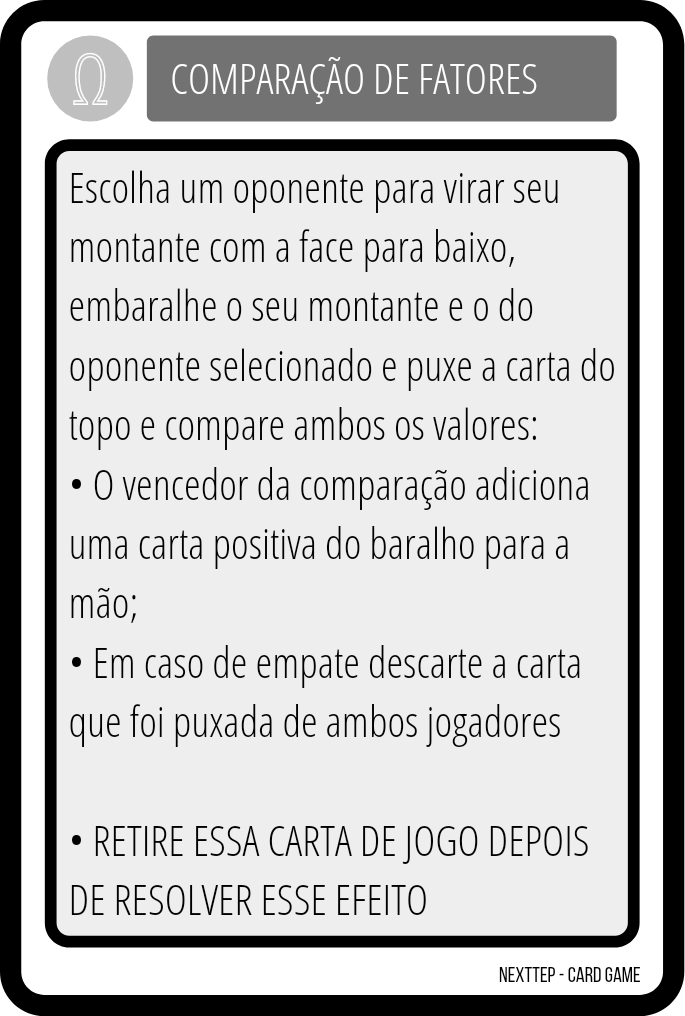 Ω COMPARAÇÃO DE FATORES
Escolha um oponente para virar seu
montante com a face para baixo,
embaralhe o seu montante e o do
oponente selecionado e puxe a carta do
topo e compare ambos os valores:
• O vencedor da comparação adiciona
uma carta positiva do baralho para a
mão;
• Em caso de empate descarte a carta
que foi puxada de ambos jogadores
• RETIRE ESSA CARTA DE JOGO DEPOIS
DE RESOLVER ESSE EFEITO
NEXTTEP - CARD GAME